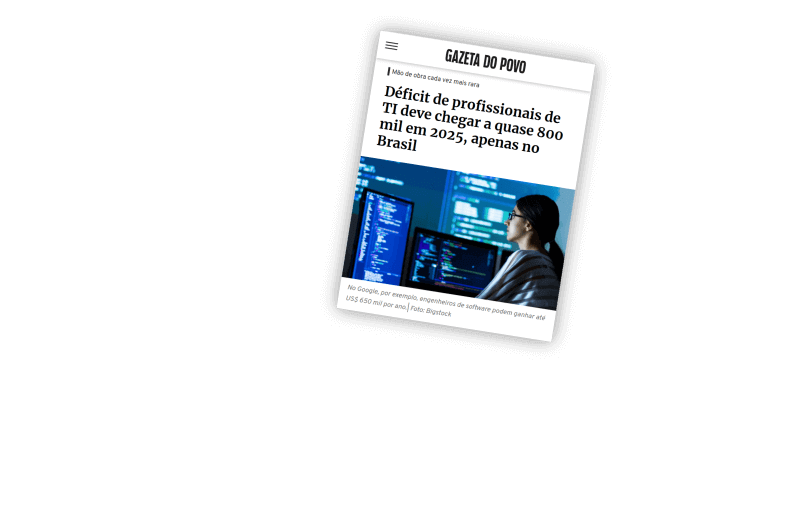 GAZETA DO POVO
Mão de obra cada vez mais rara
Déficit de profissionais de
TI deve chegar a quase 800
mil em 2025, apenas no
Brasil
No Google, por exemplo, engenheiros de software podem ganhar até
US$ 650 mil por ano.| Foto: Bigstock